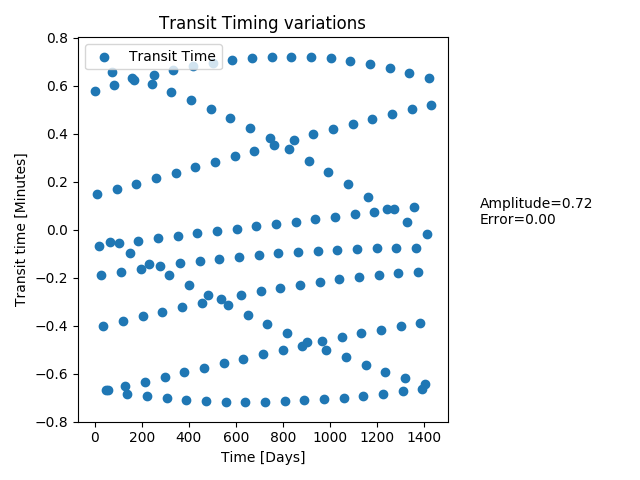 Transit Timing variations
Transit Time
0.8
0.6
0.4
0.2
0.0
−0.2
−0.4
−0.6
−0.8
Transit time [Minutes]
0 200 400 600 800 1000 1200 1400
Time [Days]
Amplitude=0.72
Error=0.00